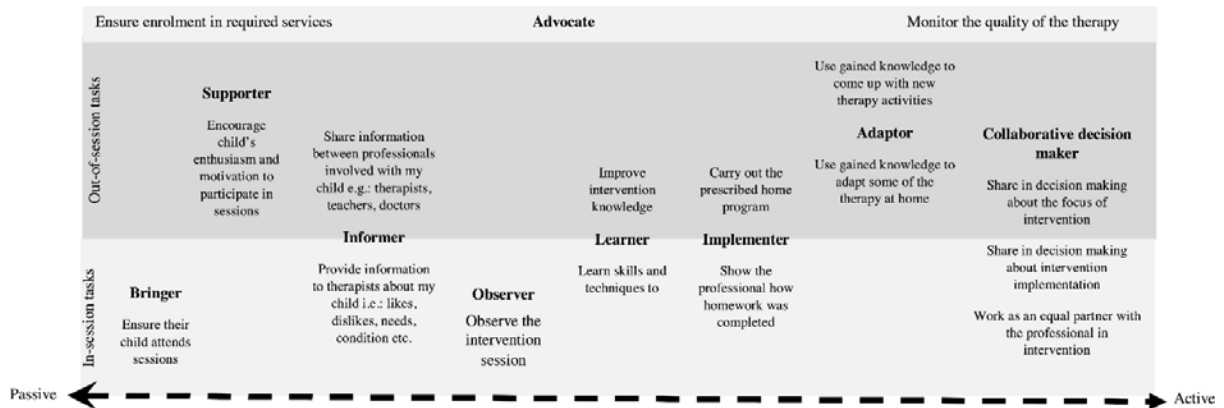 Ensure enrolment in required services
Advocate
Monitor the quality of the therapy
Out-of-session tasks
Supporter
Encourage
child's
enthusiasm and
motivation to
participate in
sessions
Share information
between professionals
involved with my
child e.g.: therapists,
teachers, doctors
Informer
Provide information
to therapists about my
child i.e.: likes,
dislikes, needs,
condition etc.
Improve
intervention
knowledge
Learner
Learn skills and
techniques to
Carry out the
prescribed home
program
Implementer
Show the
professional how
homework was
completed
Use gained knowledge to
come up with new
therapy activities
Adaptor
Use gained knowledge to
adapt some of the
therapy at home
Collaborative decision
maker
Share in decision making
about the focus of
intervention
Share in decision making
about intervention
implementation
Work as an equal partner with
the professional in
intervention
In-session tasks
Bringer
Ensure their
child attends
sessions
Observer
Observe the
intervention
session
Passive
Active